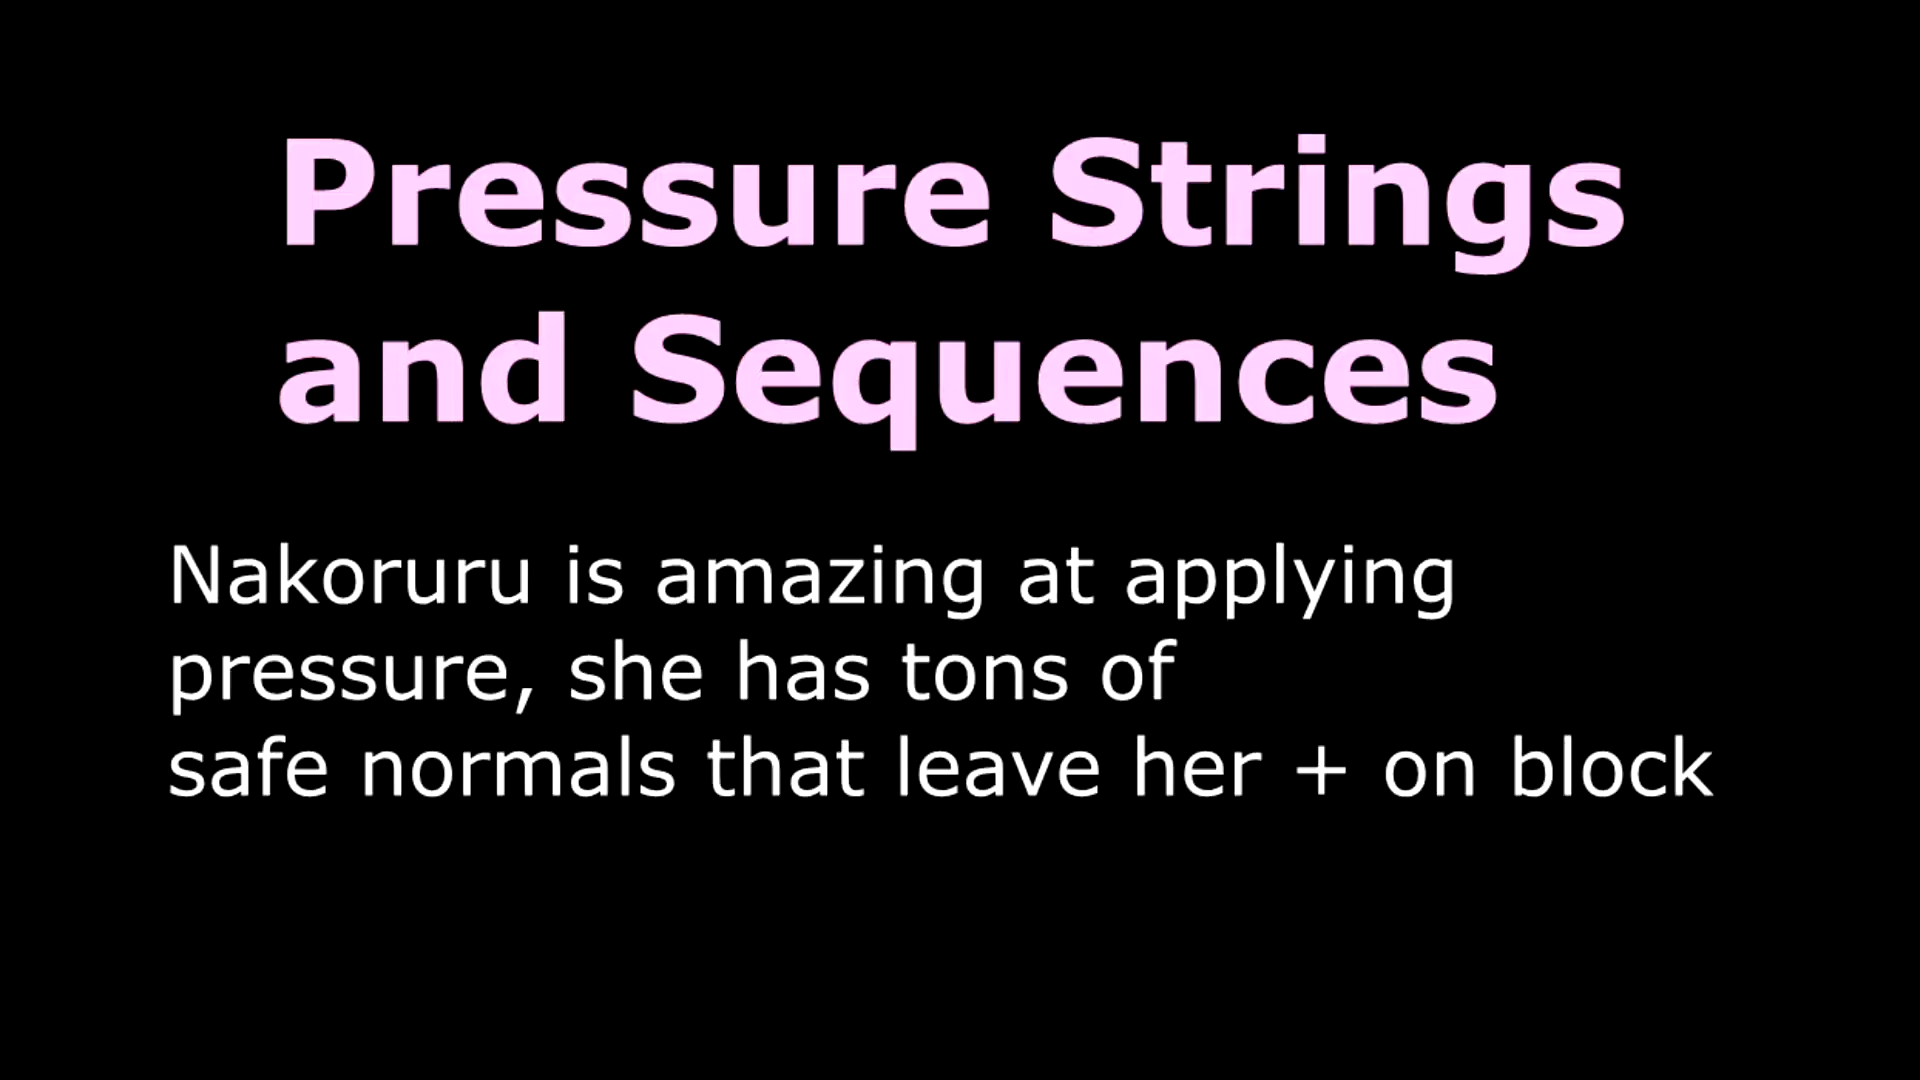 Pressure Strings
and Sequences
Nakoruru is amazing at applying
pressure, she has tons of
safe normals that leave her + on block